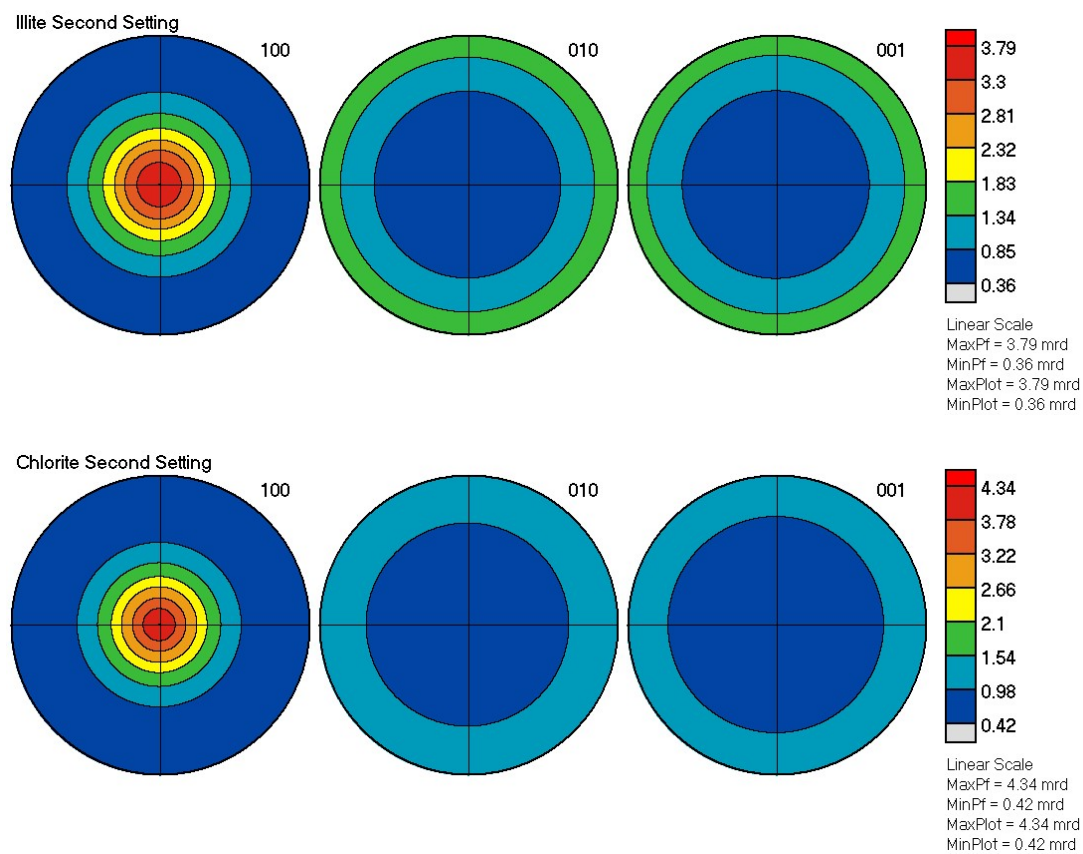 Illite Second Setting
100
010
001
3.79
3.3
2.81
2.32
1.83
1.34
0.85
0.36
Linear Scale
MaxPf = 3.79 mrd
MinPf = 0.36 mrd
MaxPlot = 3.79 mrd
MinPlot = 0.36 mrd
Chlorite Second Setting
100
010
001
4.34
3.78
3.22
2.66
2.1
1.54
0.98
0.42
Linear Scale
MaxPf = 4.34 mrd
MinPf = 0.42 mrd
MaxPlot = 4.34 mrd
MinPlot = 0.42 mrd